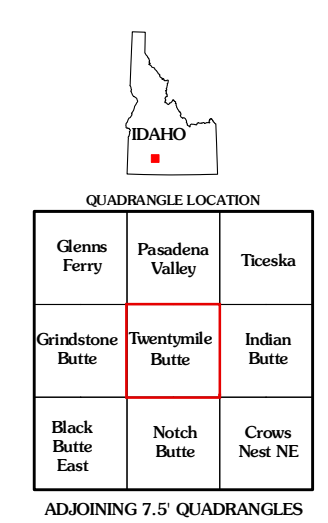 IDAHO
QUADRANGLE LOCATION
Glenns
Ferry
Pasadena
Valley
Ticeska
Grindstone
Butte
Twentymile
Butte
Indian
Butte
Black
Butte
East
Notch
Butte
Crows
Nest NE
ADJOINING 7.5' QUADRANGLES